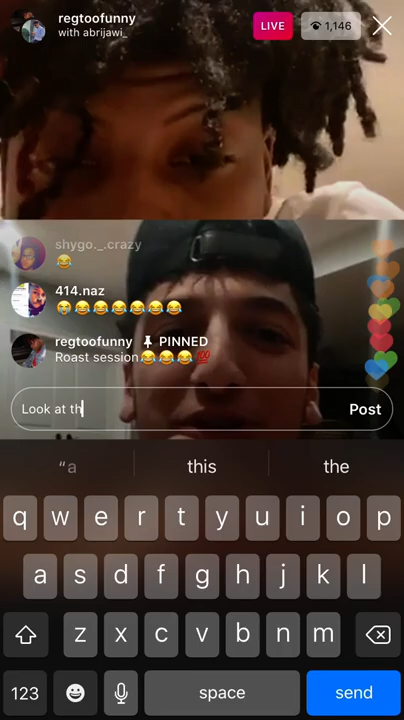 regtoofunny
with abrijawi_
LIVE
1,146
shygo._.crazy
😂
414.naz
😭😂😂😂😂😂😂
regtoofunny 📌 PINNED
Roast session😂😂😂💯
Look at th
Post
“a
this
the
q w e r t y u i o p
a s d f g h j k l
z x c v b n m
123
space
send